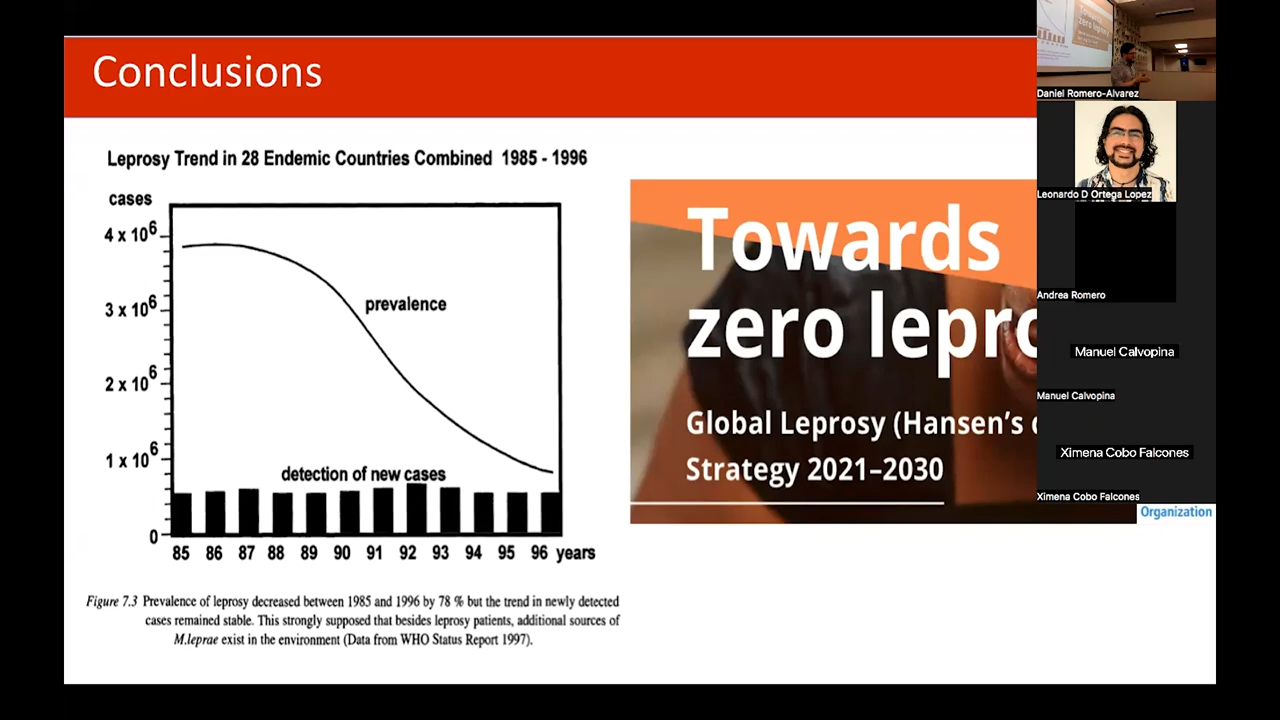 Conclusions
Leprosy Trend in 28 Endemic Countries Combined 1985 - 1996
cases
4 x 10^6
3 x 10^6
2 x 10^6
1 x 10^6
0
prevalence
detection of new cases
85 86 87 88 89 90 91 92 93 94 95 96 years
Figure 7.3 Prevalence of leprosy decreased between 1985 and 1996 by 78 % but the trend in newly detected
cases remained stable. This strongly supposed that besides leprosy patients, additional sources of
M.leprae exist in the environment (Data from WHO Status Report 1997).
Towards
zero lepro
Global Leprosy (Hansen’s d
Strategy 2021–2030
Organization
Towards
zero lepro
Daniel Romero-Alvarez
Leonardo D Ortega Lopez
Andrea Romero
Manuel Calvopina
Manuel Calvopina
Ximena Cobo Falcones
Ximena Cobo Falcones